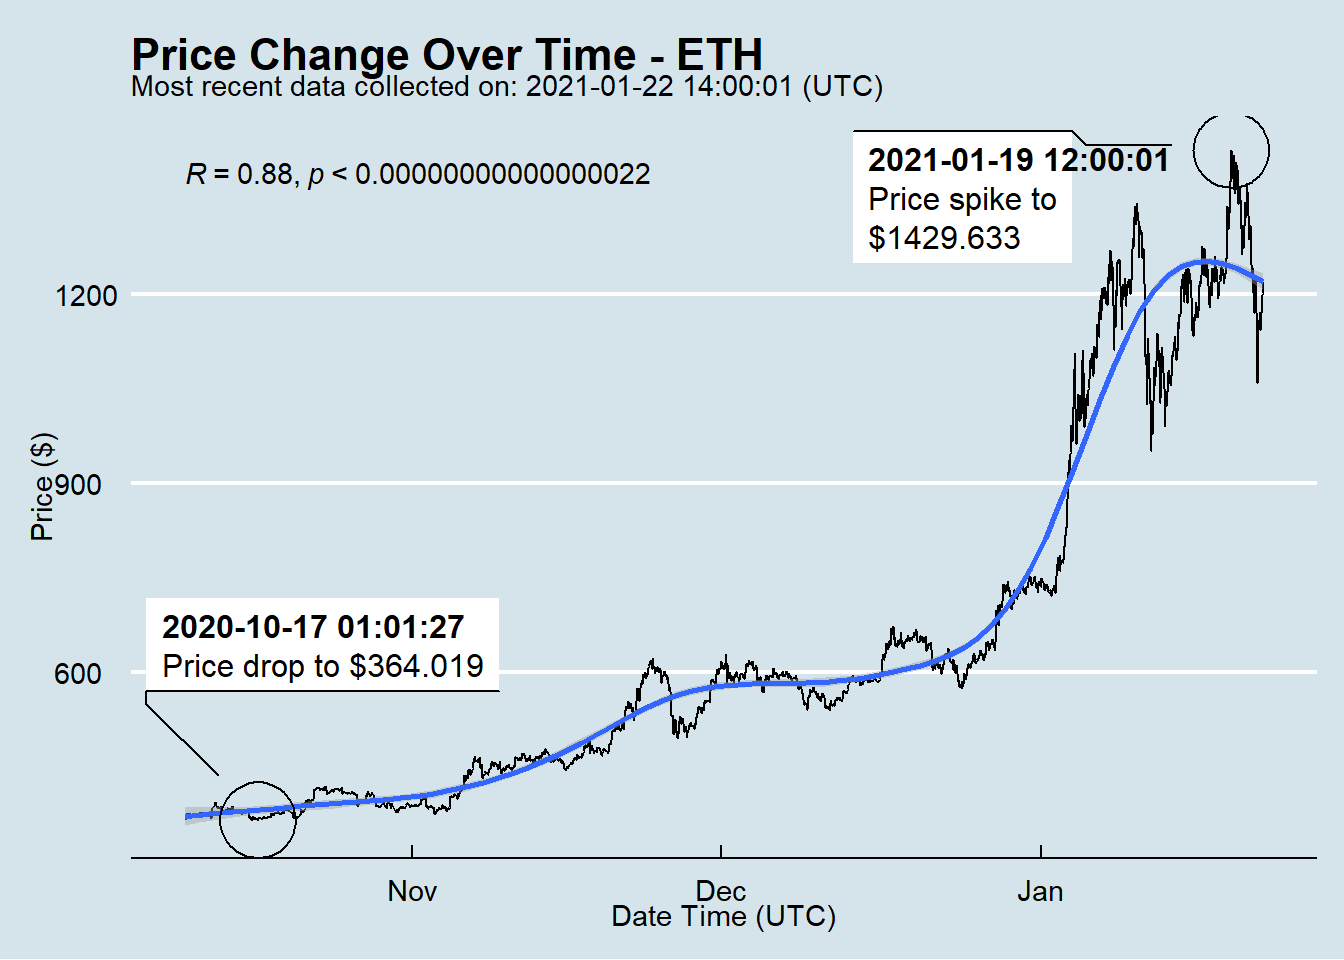 Price Change Over Time - ETH
Most recent data collected on: 2021-01-22 14:00:01 (UTC)
R = 0.88, p < 0.00000000000000022
2021-01-19 12:00:01
Price spike to
$1429.633
1200
900
600
Price ($)
2020-10-17 01:01:27
Price drop to $364.019
Nov
Dec
Jan
Date Time (UTC)